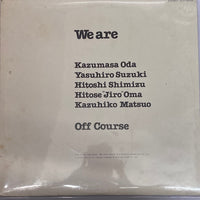 We are
Kazumasa Oda
Yasuhiro Suzuki
Hitoshi Shimizu
Hitose "Jiro" Oma
Kazuhiko Matsuo
Off Course